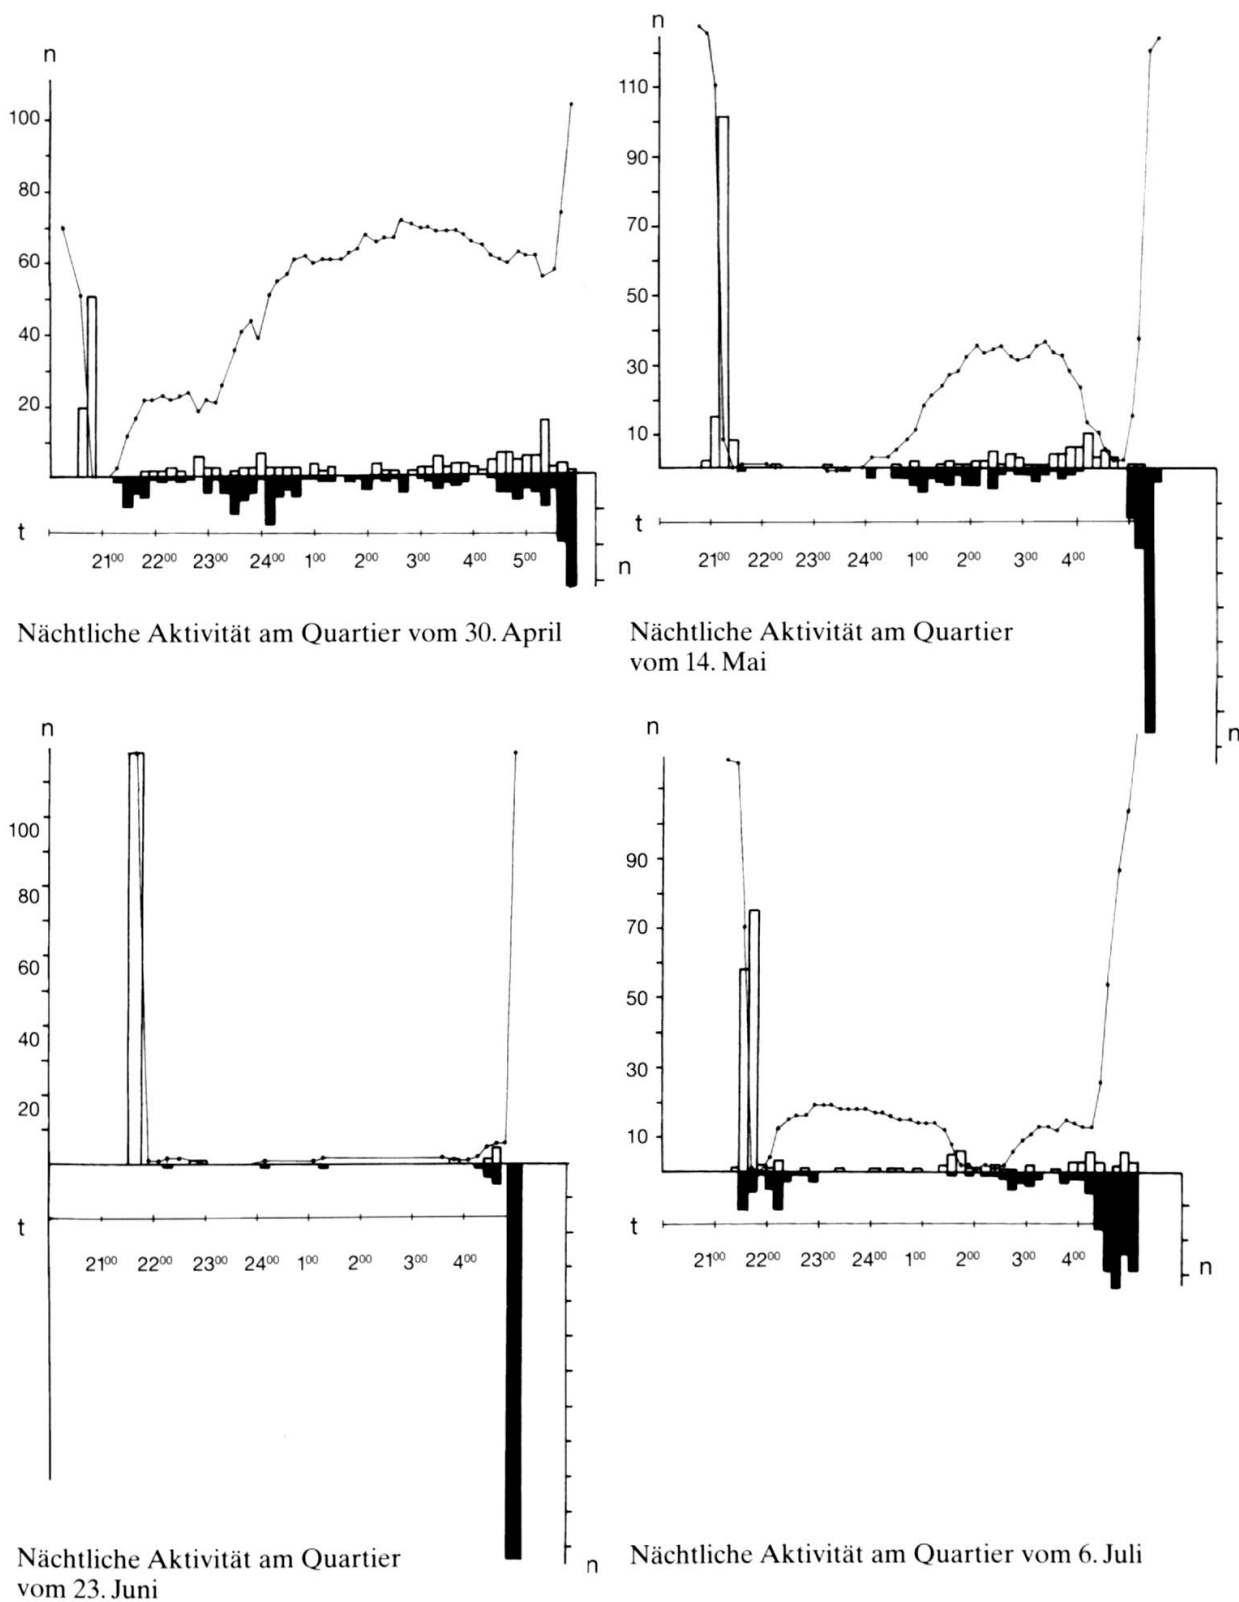 n
100
80
60
40
20
t
21⁰⁰ 22⁰⁰ 23⁰⁰ 24⁰⁰ 1⁰⁰ 2⁰⁰ 3⁰⁰ 4⁰⁰ 5⁰⁰
n
Nächtliche Aktivität am Quartier vom 30. April
n
110
90
70
50
30
10
t
21⁰⁰ 22⁰⁰ 23⁰⁰ 24⁰⁰ 1⁰⁰ 2⁰⁰ 3⁰⁰ 4⁰⁰
n
Nächtliche Aktivität am Quartier
vom 14. Mai
n
100
80
60
40
20
t
21⁰⁰ 22⁰⁰ 23⁰⁰ 24⁰⁰ 1⁰⁰ 2⁰⁰ 3⁰⁰ 4⁰⁰
n
Nächtliche Aktivität am Quartier
vom 23. Juni
n
90
70
50
30
10
t
21⁰⁰ 22⁰⁰ 23⁰⁰ 24⁰⁰ 1⁰⁰ 2⁰⁰ 3⁰⁰ 4⁰⁰
n
Nächtliche Aktivität am Quartier vom 6. Juli